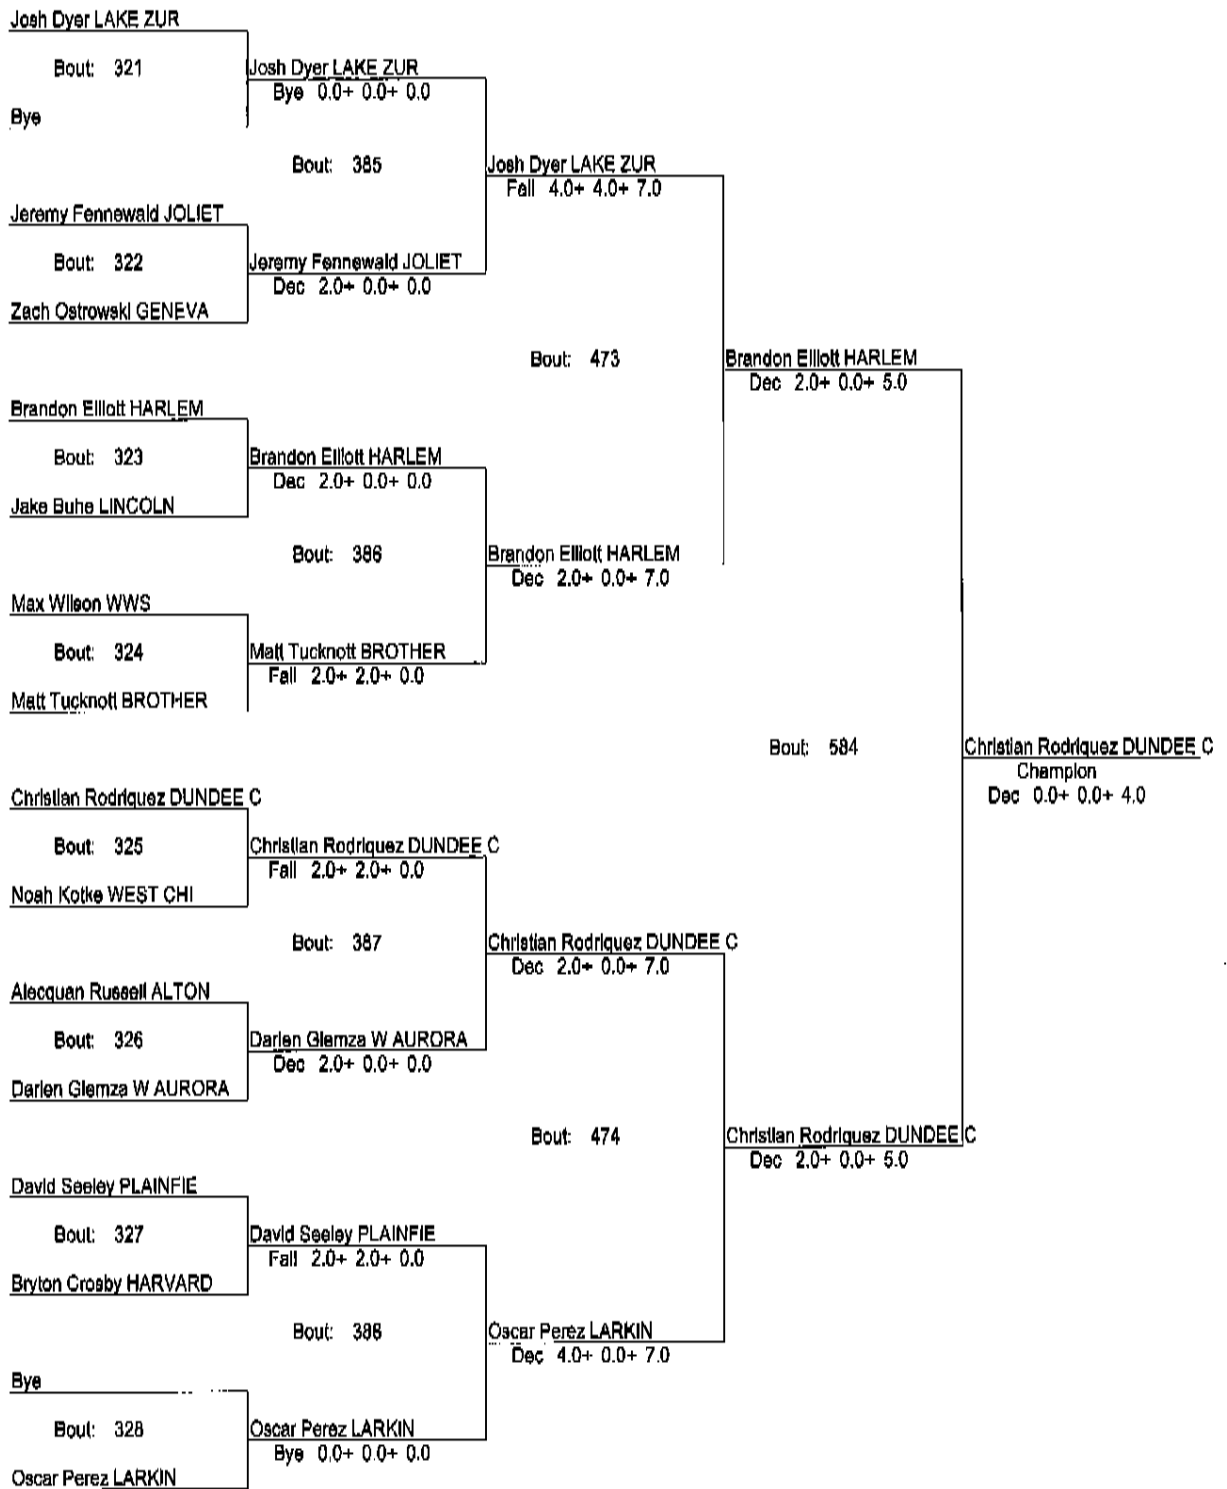 Josh Dyer LAKE ZUR
Bout: 321
Josh Dyer LAKE ZUR
Bye 0.0+ 0.0+ 0.0
Bye
Bout: 385
Josh Dyer LAKE ZUR
Fall 4.0+ 4.0+ 7.0
Jeremy Fennewald JOLIET
Bout: 322
Jeremy Fennewald JOLIET
Dec 2.0+ 0.0+ 0.0
Zach Ostrowski GENEVA
Bout: 473
Brandon Elliott HARLEM
Dec 2.0+ 0.0+ 5.0
Brandon Elliott HARLEM
Bout: 323
Brandon Elliott HARLEM
Dec 2.0+ 0.0+ 0.0
Jake Buhe LINCOLN
Bout: 386
Brandon Elliott HARLEM
Dec 2.0+ 0.0+ 7.0
Max Wilson WWS
Bout: 324
Matt Tucknott BROTHER
Fall 2.0+ 2.0+ 0.0
Matt Tucknott BROTHER
Bout: 584
Christian Rodriquez DUNDEE C
Champion
Dec 0.0+ 0.0+ 4.0
Christian Rodriquez DUNDEE C
Bout: 325
Christian Rodriquez DUNDEE C
Fall 2.0+ 2.0+ 0.0
Noah Kotke WEST CHI
Bout: 387
Christian Rodriquez DUNDEE C
Dec 2.0+ 0.0+ 7.0
Alecquan Russell ALTON
Bout: 326
Darien Glemza W AURORA
Dec 2.0+ 0.0+ 0.0
Darien Glemza W AURORA
Bout: 474
Christian Rodriquez DUNDEE C
Dec 2.0+ 0.0+ 5.0
David Seeley PLAINFIE
Bout: 327
David Seeley PLAINFIE
Fall 2.0+ 2.0+ 0.0
Bryton Crosby HARVARD
Bout: 388
Oscar Perez LARKIN
Dec 4.0+ 0.0+ 7.0
Bye
Bout: 328
Oscar Perez LARKIN
Bye 0.0+ 0.0+ 0.0
Oscar Perez LARKIN